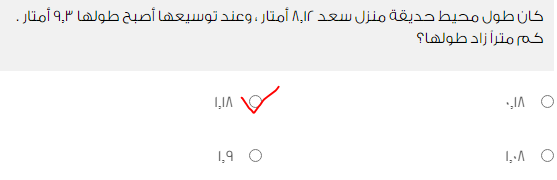 كان طول محيط حديقة منزل سعد ٨,١٢ أمتار ، وعند توسيعها أصبح طولها ٩,٣ أمتار .
كم متراً زاد طولها؟
٠,١٨
١,١٨
١,٠٨
١,٩